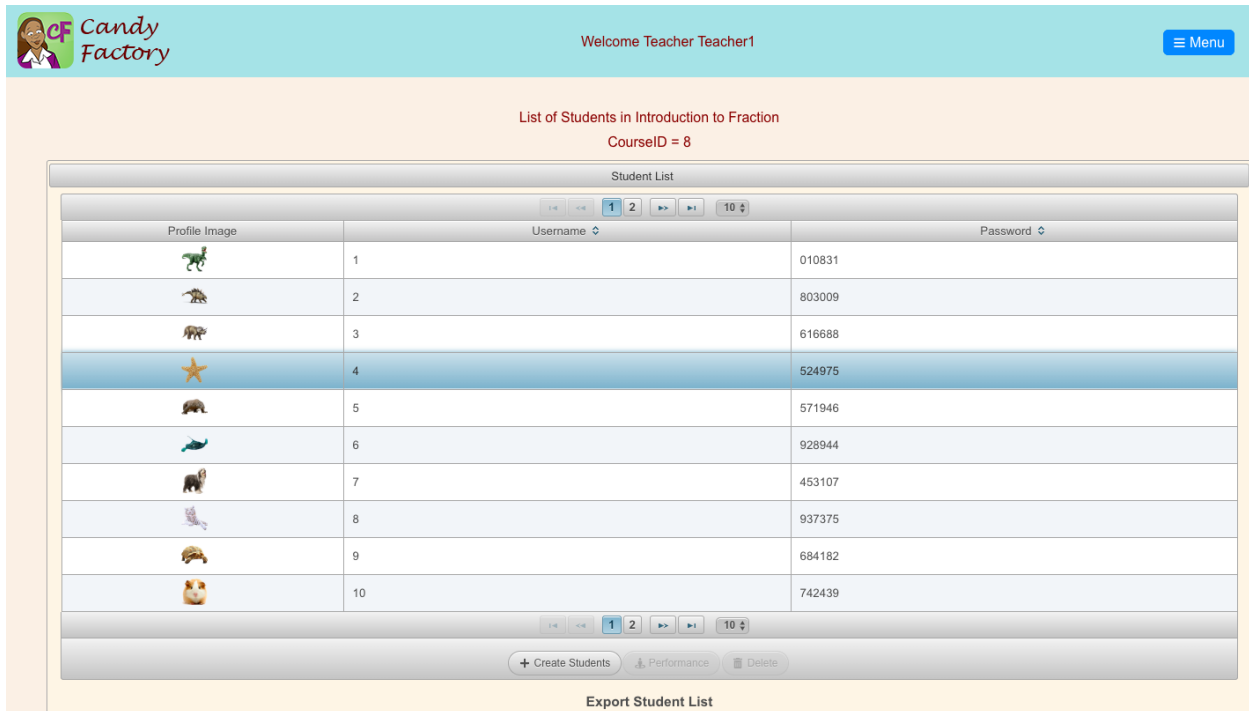 CF Candy
Factory
Welcome Teacher Teacher1
Menu
List of Students in Introduction to Fraction
CourseID = 8
Student List
1 2 10
Profile Image Username Password
1 010831
2 803009
3 616688
4 524975
5 571946
6 928944
7 453107
8 937375
9 684182
10 742439
1 2 10
+ Create Students Performance Delete
Export Student List